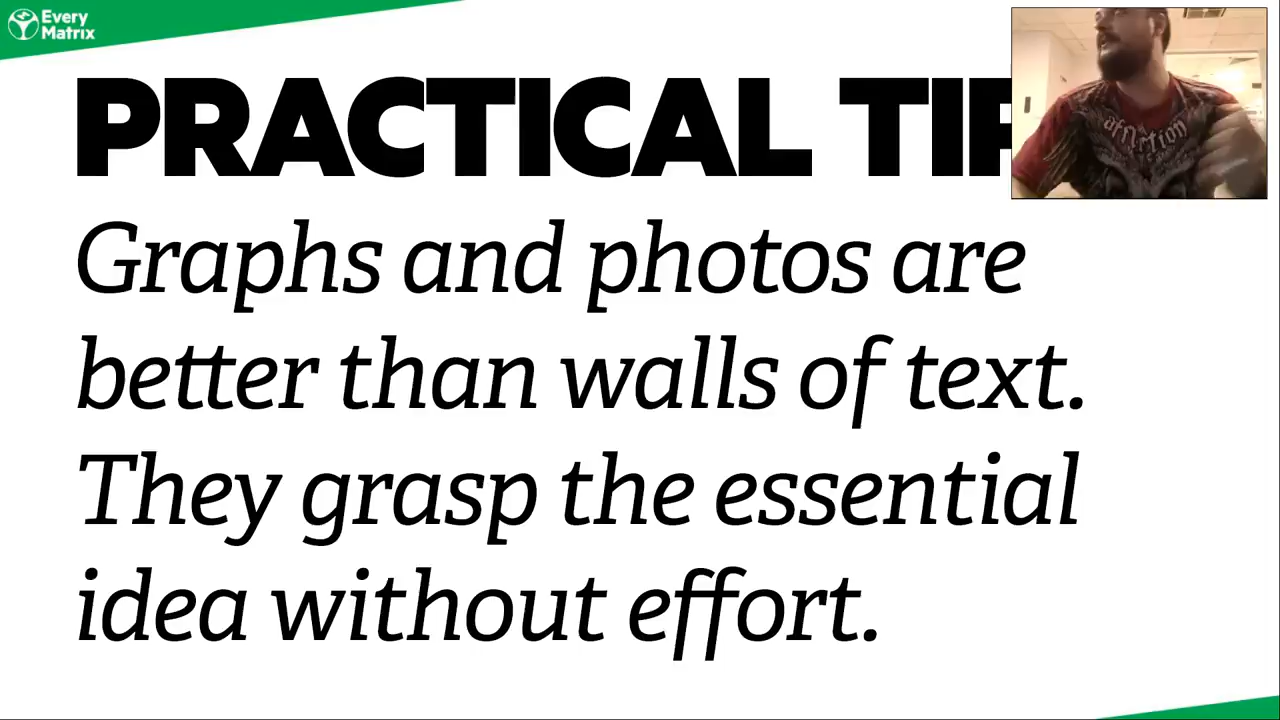 Every
Matrix
PRACTICAL TIP
Graphs and photos are
better than walls of text.
They grasp the essential
idea without effort.
affliction